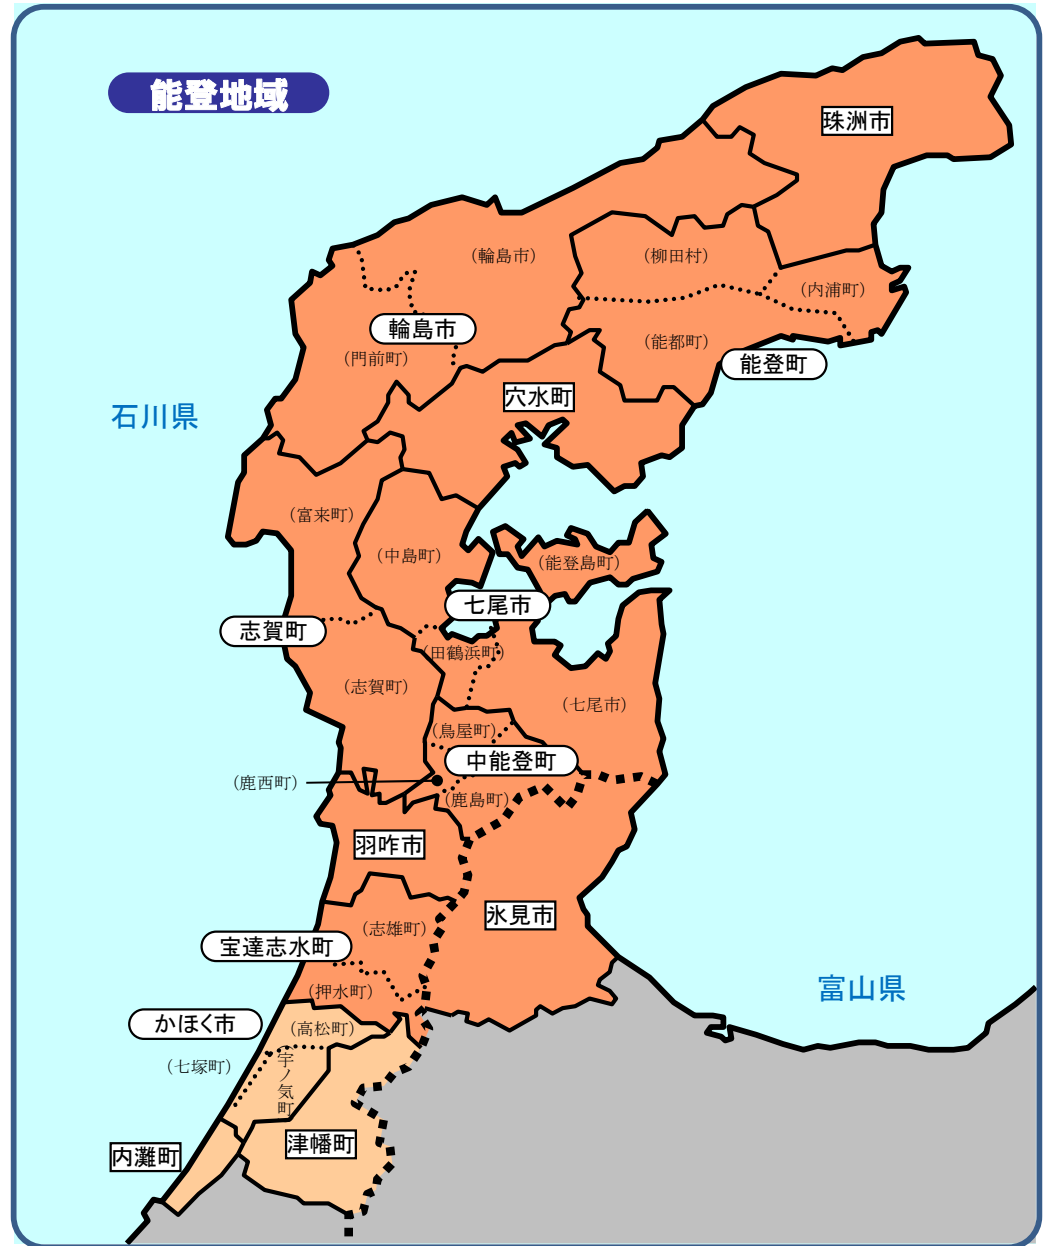 能登地域
珠洲市
（輪島市）
（柳田村）
（内浦町）
輪島市
（能都町）
（門前町）
能登町
穴水町
石川県
（富来町）
（中島町）
（能登島町）
七尾市
志賀町
（田鶴浜町）
（志賀町）
（七尾市）
（鳥屋町）
中能登町
（鹿西町）
（鹿島町）
羽咋市
氷見市
（志雄町）
宝達志水町
（押水町）
富山県
かほく市
（高松町）
（七塚町）
宇ノ気町
津幡町
内灘町